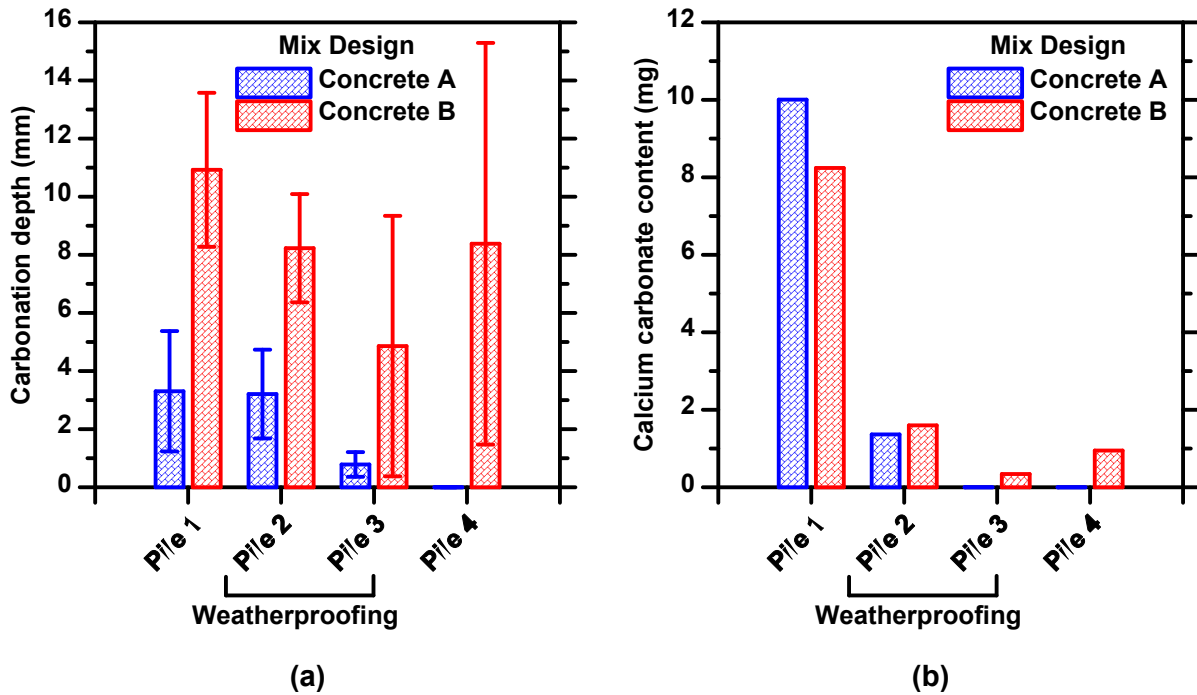 16
14
12
10
8
6
4
2
0
Carbonation depth (mm)
Mix Design
Concrete A
Concrete B
Pile 1
Pile 2
Pile 3
Pile 4
Weatherproofing
(a)
12
10
8
6
4
2
0
Calcium carbonate content (mg)
Mix Design
Concrete A
Concrete B
Pile 1
Pile 2
Pile 3
Pile 4
Weatherproofing
(b)